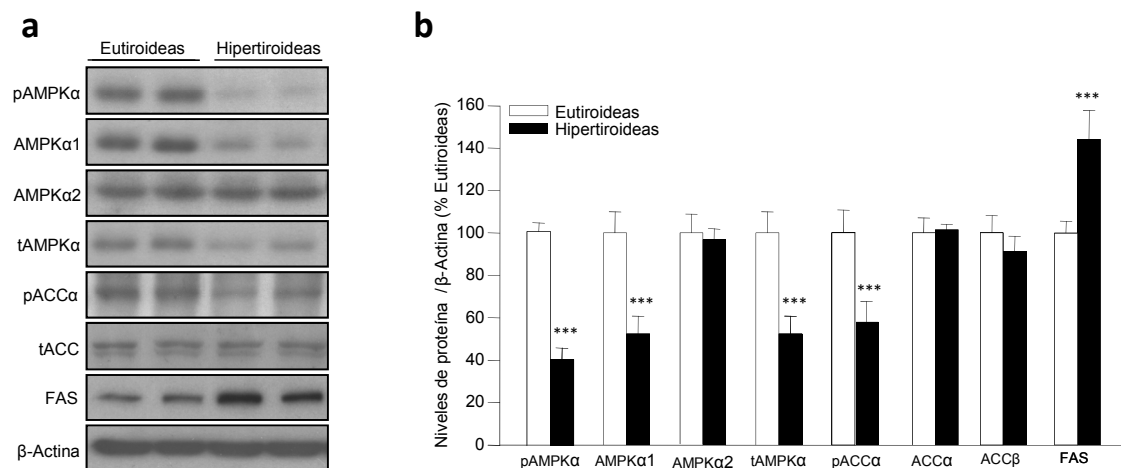 a
Eutiroideas Hipertiroideas
pAMPKα
AMPKα1
AMPKα2
tAMPKα
pACCα
tACC
FAS
β-Actina
b
Niveles de proteína /β-Actina (% Eutiroideas)
160
140
120
100
80
60
40
20
0
Eutiroideas
Hipertiroideas
***
***
***
***
***
pAMPKα AMPKα1 AMPKα2 tAMPKα pACCα ACCα ACCβ FAS